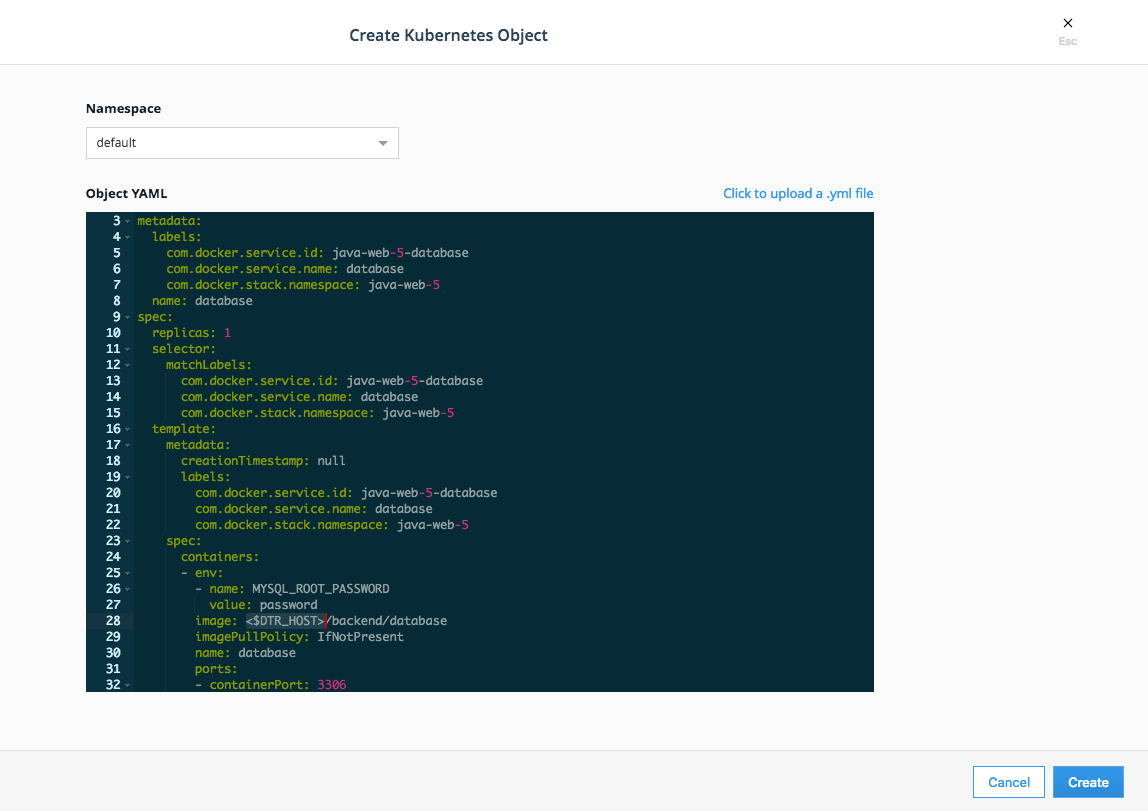 Create Kubernetes Object
Esc
Namespace
default
Object YAML Click to upload a .yml file
3 metadata:
4 labels:
5 com.docker.service.id: java-web-5-database
6 com.docker.service.name: database
7 com.docker.stack.namespace: java-web-5
8 name: database
9 spec:
10 replicas: 1
11 selector:
12 matchLabels:
13 com.docker.service.id: java-web-5-database
14 com.docker.service.name: database
15 com.docker.stack.namespace: java-web-5
16 template:
17 metadata:
18 creationTimestamp: null
19 labels:
20 com.docker.service.id: java-web-5-database
21 com.docker.service.name: database
22 com.docker.stack.namespace: java-web-5
23 spec:
24 containers:
25 - env:
26 - name: MYSQL_ROOT_PASSWORD
27 value: password
28 image: <$DTR_HOST>/backend/database
29 imagePullPolicy: IfNotPresent
30 name: database
31 ports:
32 - containerPort: 3306
Cancel Create